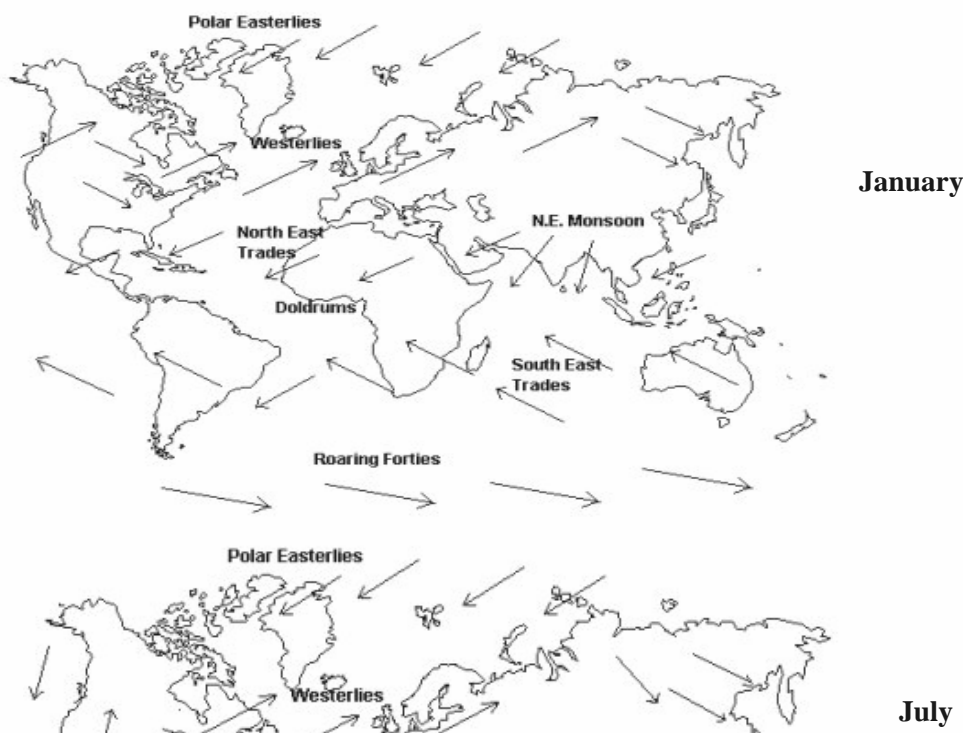 Polar Easterlies
Westerlies
January
North East
Trades
N.E. Monsoon
Doldrums
South East
Trades
Roaring Forties
Polar Easterlies
Westerlies
July